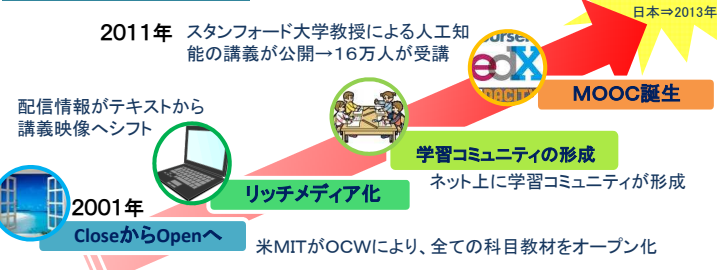 日本⇒2013年
2011年
スタンフォード大学教授による人工知
能の講義が公開→16万人が受講
edX
MOOC誕生
配信情報がテキストから
講義映像へシフト
学習コミュニティの形成
ネット上に学習コミュニティが形成
リッチメディア化
2001年
CloseからOpenへ
米MITがOCWにより、全ての科目教材をオープン化